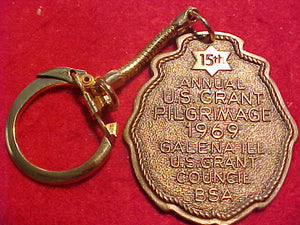 15th
ANNUAL
U.S. GRANT
PILGRIMAGE
1969
GALENA ILL
U.S. GRANT
COUNCIL
BSA